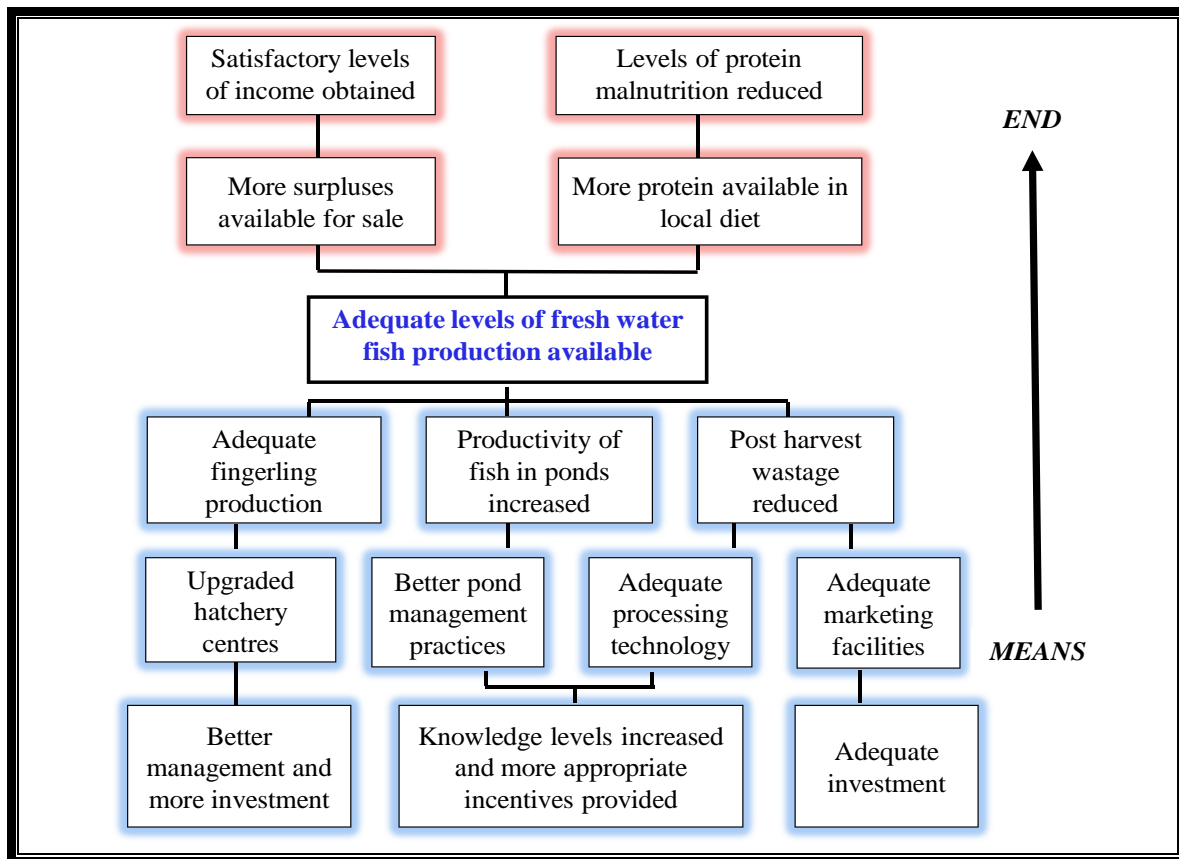 Satisfactory levels
of income obtained
Levels of protein
malnutrition reduced
END
More surpluses
available for sale
More protein available in
local diet
Adequate levels of fresh water
fish production available
Adequate
fingerling
production
Productivity of
fish in ponds
increased
Post harvest
wastage
reduced
Upgraded
hatchery
centres
Better pond
management
practices
Adequate
processing
technology
Adequate
marketing
facilities
MEANS
Better
management and
more investment
Knowledge levels increased
and more appropriate
incentives provided
Adequate
investment